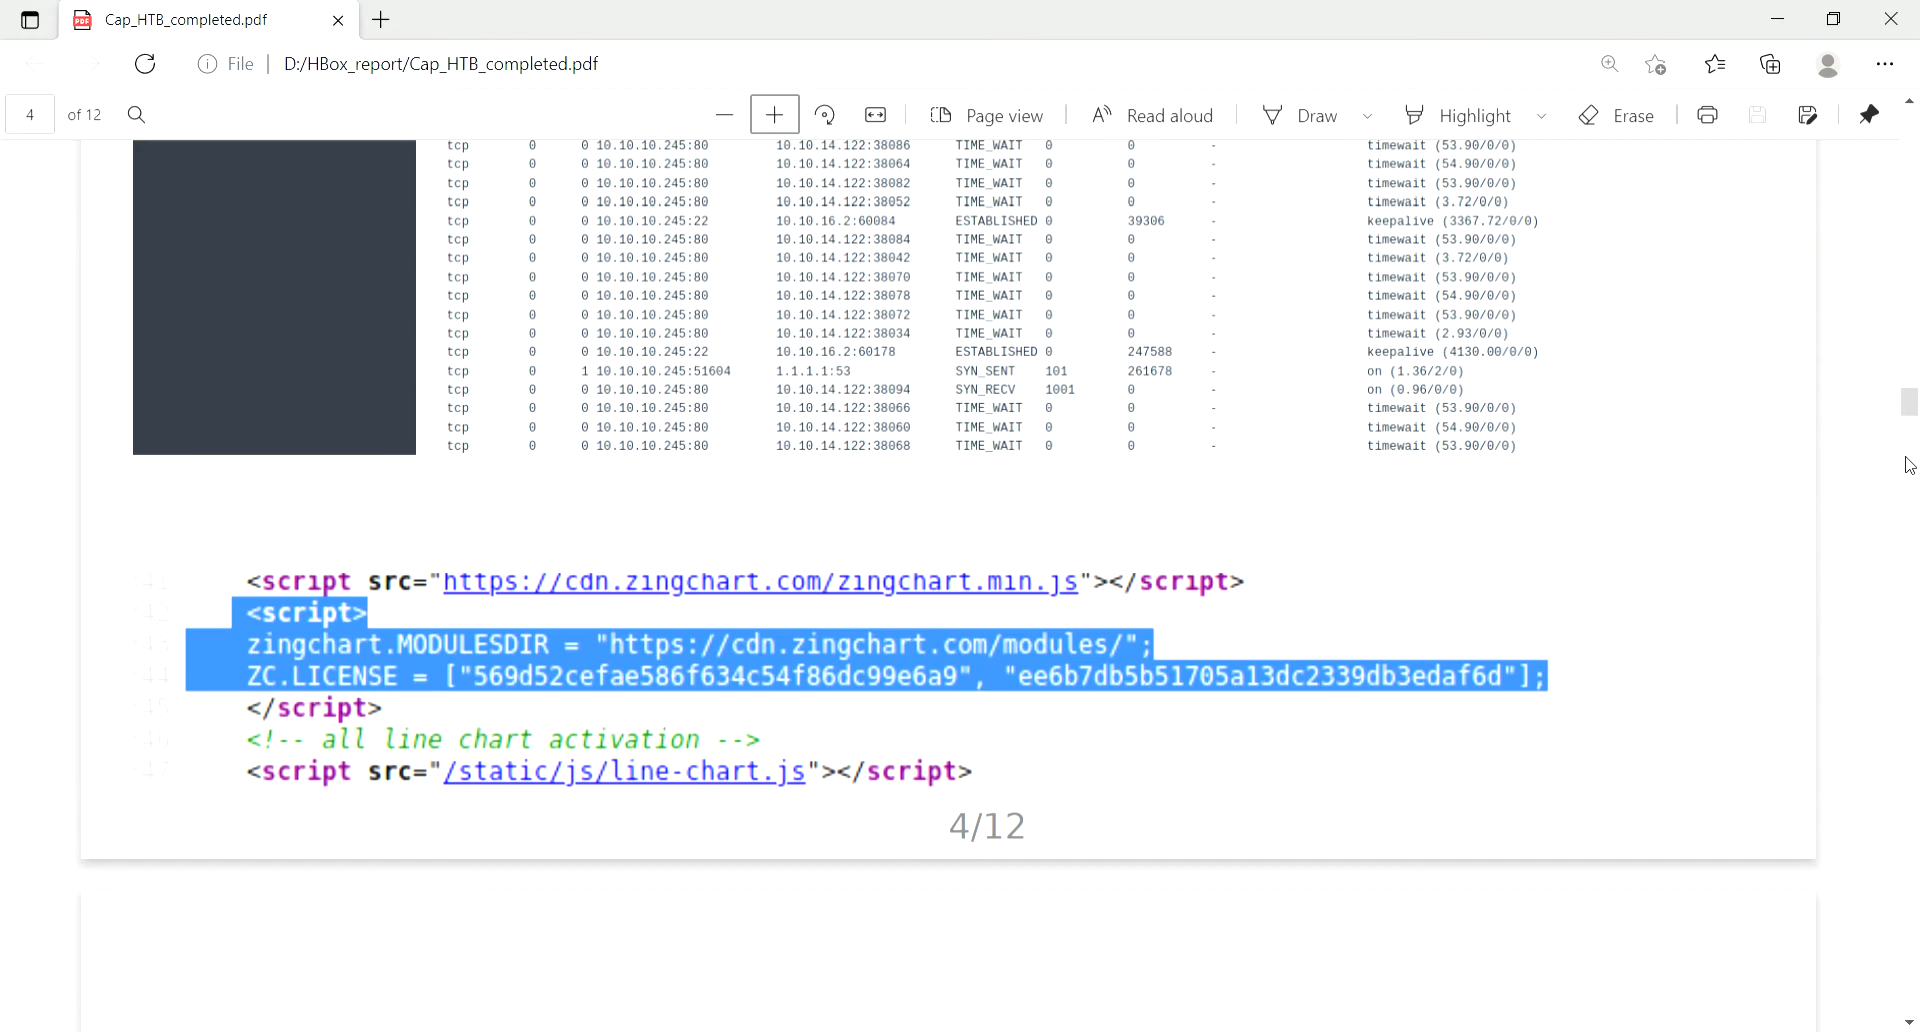 Cap_HTB_completed.pdf
File D:/HBox_report/Cap_HTB_completed.pdf
4 of 12 Page view Read aloud Draw Highlight Erase
tcp 0 0 10.10.10.245:80 10.10.14.122:38086 TIME_WAIT 0 0 - timewait (53.90/0/0)
tcp 0 0 10.10.10.245:80 10.10.14.122:38064 TIME_WAIT 0 0 - timewait (54.90/0/0)
tcp 0 0 10.10.10.245:80 10.10.14.122:38082 TIME_WAIT 0 0 - timewait (53.90/0/0)
tcp 0 0 10.10.10.245:80 10.10.14.122:38052 TIME_WAIT 0 0 - timewait (3.72/0/0)
tcp 0 0 10.10.10.245:22 10.10.16.2:60084 ESTABLISHED 0 39306 - keepalive (3367.72/0/0)
tcp 0 0 10.10.10.245:80 10.10.14.122:38084 TIME_WAIT 0 0 - timewait (53.90/0/0)
tcp 0 0 10.10.10.245:80 10.10.14.122:38042 TIME_WAIT 0 0 - timewait (3.72/0/0)
tcp 0 0 10.10.10.245:80 10.10.14.122:38070 TIME_WAIT 0 0 - timewait (53.90/0/0)
tcp 0 0 10.10.10.245:80 10.10.14.122:38078 TIME_WAIT 0 0 - timewait (54.90/0/0)
tcp 0 0 10.10.10.245:80 10.10.14.122:38072 TIME_WAIT 0 0 - timewait (53.90/0/0)
tcp 0 0 10.10.10.245:80 10.10.14.122:38034 TIME_WAIT 0 0 - timewait (2.93/0/0)
tcp 0 0 10.10.10.245:22 10.10.16.2:60178 ESTABLISHED 0 247588 - keepalive (4130.00/0/0)
tcp 0 1 10.10.10.245:51604 1.1.1.1:53 SYN_SENT 101 261678 - on (1.36/2/0)
tcp 0 0 10.10.10.245:80 10.10.14.122:38094 SYN_RECV 1001 0 - on (0.96/0/0)
tcp 0 0 10.10.10.245:80 10.10.14.122:38066 TIME_WAIT 0 0 - timewait (53.90/0/0)
tcp 0 0 10.10.10.245:80 10.10.14.122:38060 TIME_WAIT 0 0 - timewait (54.90/0/0)
tcp 0 0 10.10.10.245:80 10.10.14.122:38068 TIME_WAIT 0 0 - timewait (53.90/0/0)
<script src="https://cdn.zingchart.com/zingchart.min.js"></script>
<script>
zingchart.MODULESDIR = "https://cdn.zingchart.com/modules/";
ZC.LICENSE = ["569d52cefae586f634c54f86dc99e6a9", "ee6b7db5b51705a13dc2339db3edaf6d"];
</script>
<!-- all line chart activation -->
<script src="/static/js/line-chart.js"></script>
4/12